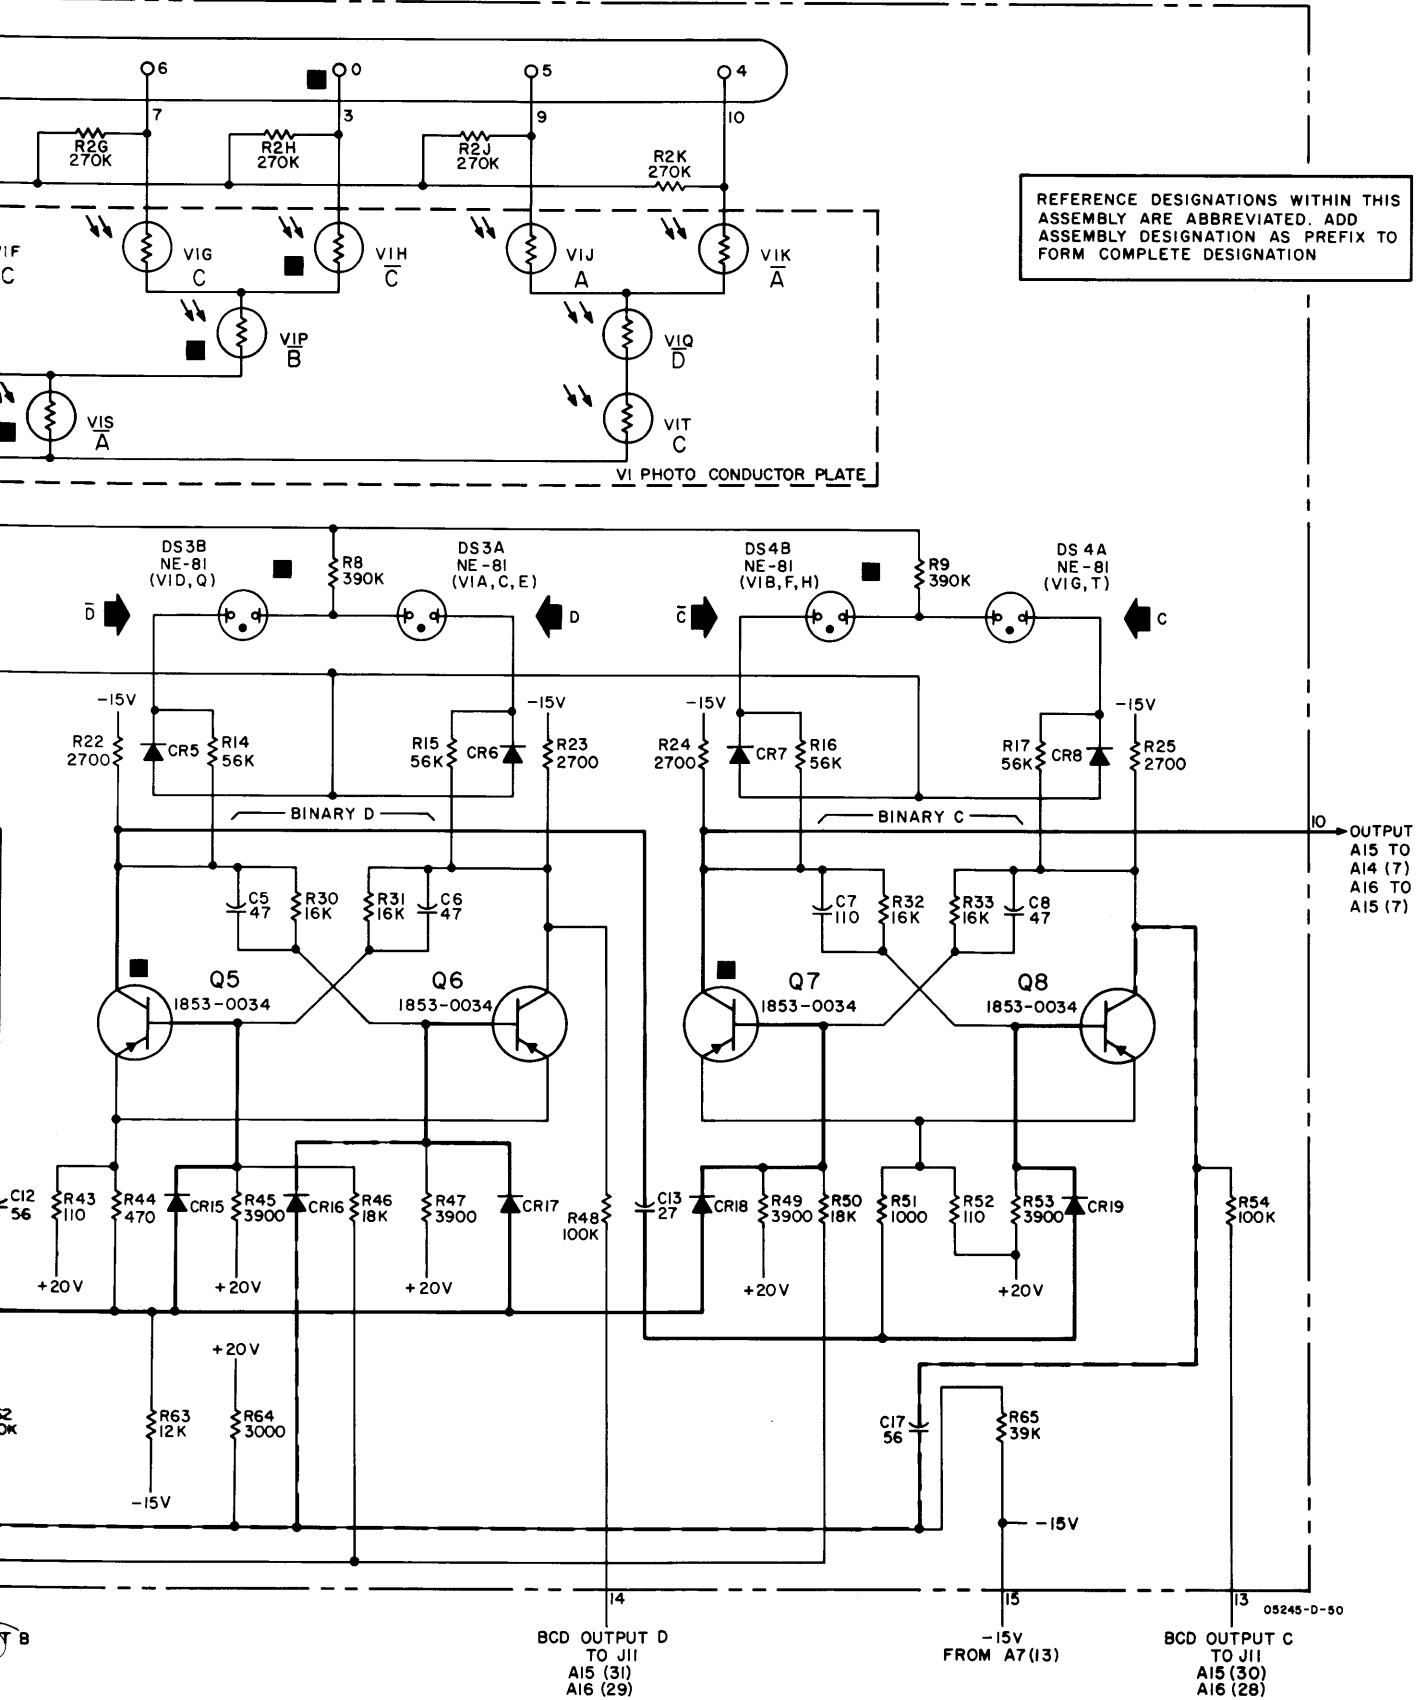 6
0
5
4
7
3
9
10
R2G
270K
R2H
270K
R2J
270K
R2K
270K
REFERENCE DESIGNATIONS WITHIN THIS
ASSEMBLY ARE ABBREVIATED. ADD
ASSEMBLY DESIGNATION AS PREFIX TO
FORM COMPLETE DESIGNATION
V1F
C
V1G
C
V1H
C̅
V1J
A
V1K
A̅
V1P
B̅
V1Q
D̅
V1S
A̅
V1T
C
V1 PHOTO CONDUCTOR PLATE
DS3B
NE-81
(V1D,Q)
R8
390K
DS3A
NE-81
(V1A,C,E)
DS4B
NE-81
(V1B,F,H)
R9
390K
DS4A
NE-81
(V1G,T)
D̅
D
C̅
C
-15V
-15V
-15V
-15V
R22
2700
CR5
R14
56K
R15
56K
CR6
R23
2700
R24
2700
CR7
R16
56K
R17
56K
CR8
R25
2700
BINARY D
BINARY C
10
OUTPUT
A15 TO
A14 (7)
A16 TO
A15 (7)
C5
47
R30
16K
R31
16K
C6
47
C7
110
R32
16K
R33
16K
C8
47
Q5
1853-0034
Q6
1853-0034
Q7
1853-0034
Q8
1853-0034
C12
56
R43
110
R44
470
CR15
R45
3900
CR16
R46
18K
R47
3900
CR17
R48
100K
C13
27
CR18
R49
3900
R50
18K
R51
1000
R52
110
R53
3900
CR19
R54
100K
+20V
+20V
+20V
+20V
+20V
+20V
R63
12K
R64
3000
C17
56
R65
39K
-15V
-15V
14
15
13
05245-D-50
T B
BCD OUTPUT D
TO J11
A15 (31)
A16 (29)
-15V
FROM A7(13)
BCD OUTPUT C
TO J11
A15 (30)
A16 (28)